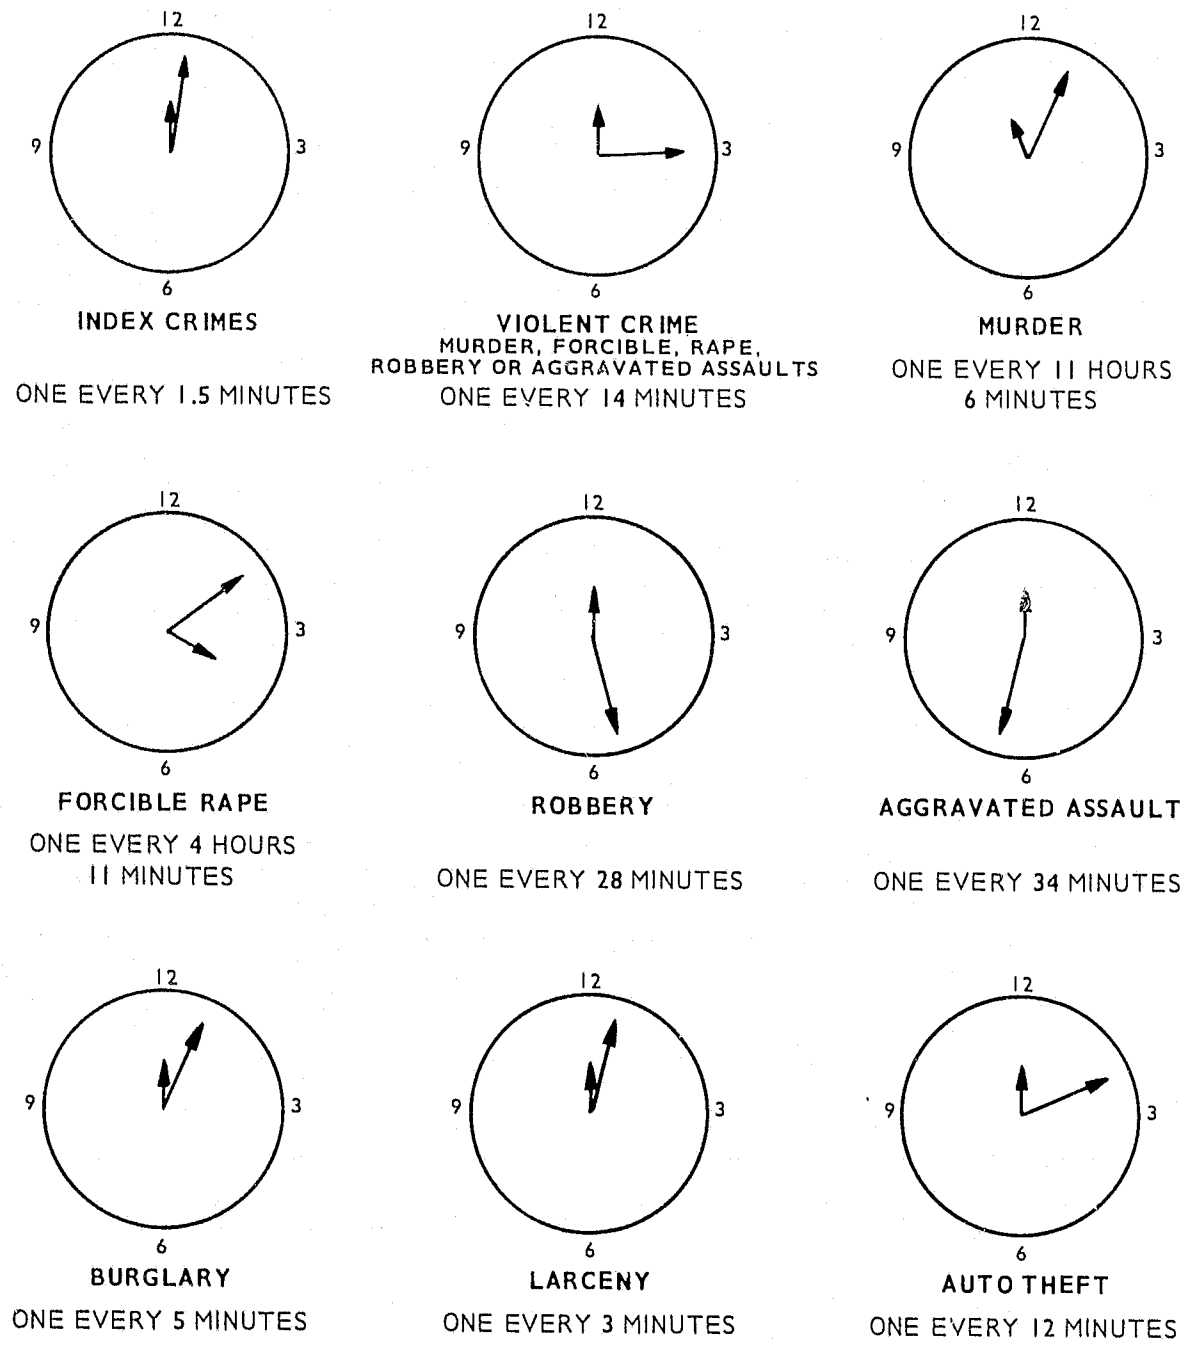 12
9
3
6
INDEX CRIMES
ONE EVERY 1.5 MINUTES
12
9
3
6
VIOLENT CRIME
MURDER, FORCIBLE, RAPE,
ROBBERY OR AGGRAVATED ASSAULTS
ONE EVERY 14 MINUTES
12
9
3
6
MURDER
ONE EVERY 11 HOURS
6 MINUTES
12
9
3
6
FORCIBLE RAPE
ONE EVERY 4 HOURS
11 MINUTES
12
9
3
6
ROBBERY
ONE EVERY 28 MINUTES
12
9
3
6
AGGRAVATED ASSAULT
ONE EVERY 34 MINUTES
12
9
3
6
BURGLARY
ONE EVERY 5 MINUTES
12
9
3
6
LARCENY
ONE EVERY 3 MINUTES
12
9
3
6
AUTO THEFT
ONE EVERY 12 MINUTES